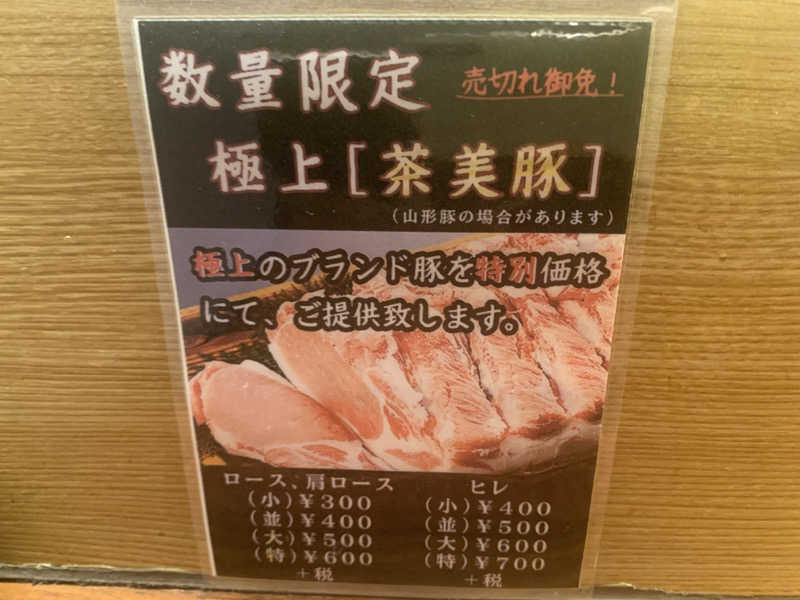 数量限定 売切れ御免！
極上［茶美豚］
（山形豚の場合があります）
極上のブランド豚を特別価格
にて、ご提供致します。
ロース、肩ロース
（小）￥300
（並）￥400
（大）￥500
（特）￥600
＋税
ヒレ
（小）￥400
（並）￥500
（大）￥600
（特）￥700
＋税